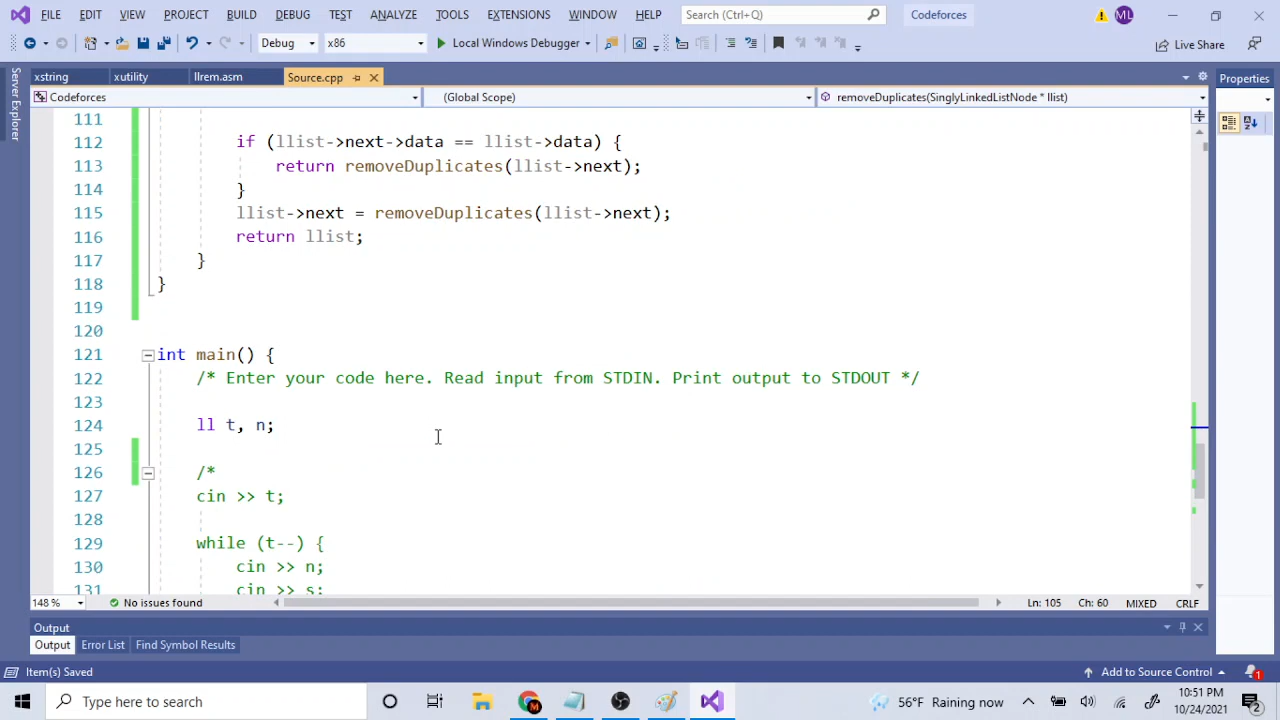 FILE EDIT VIEW PROJECT BUILD DEBUG TEST ANALYZE TOOLS EXTENSIONS WINDOW HELP Search (Ctrl+Q) Codeforces ML
Debug x86 Local Windows Debugger Live Share
Server Explorer
xstring xutility llrem.asm Source.cpp Properties
Codeforces (Global Scope) removeDuplicates(SinglyLinkedListNode * llist)
111
112 if (llist->next->data == llist->data) {
113 return removeDuplicates(llist->next);
114 }
115 llist->next = removeDuplicates(llist->next);
116 return llist;
117 }
118 }
119
120
121 int main() {
122 /* Enter your code here. Read input from STDIN. Print output to STDOUT */
123
124 ll t, n;
125
126 /*
127 cin >> t;
128
129 while (t--) {
130 cin >> n;
131 cin >> s;
148 % No issues found Ln: 105 Ch: 60 MIXED CRLF
Output
Output Error List Find Symbol Results
Item(s) Saved Add to Source Control 1
Type here to search 56°F Raining now 10:51 PM
10/24/2021 2